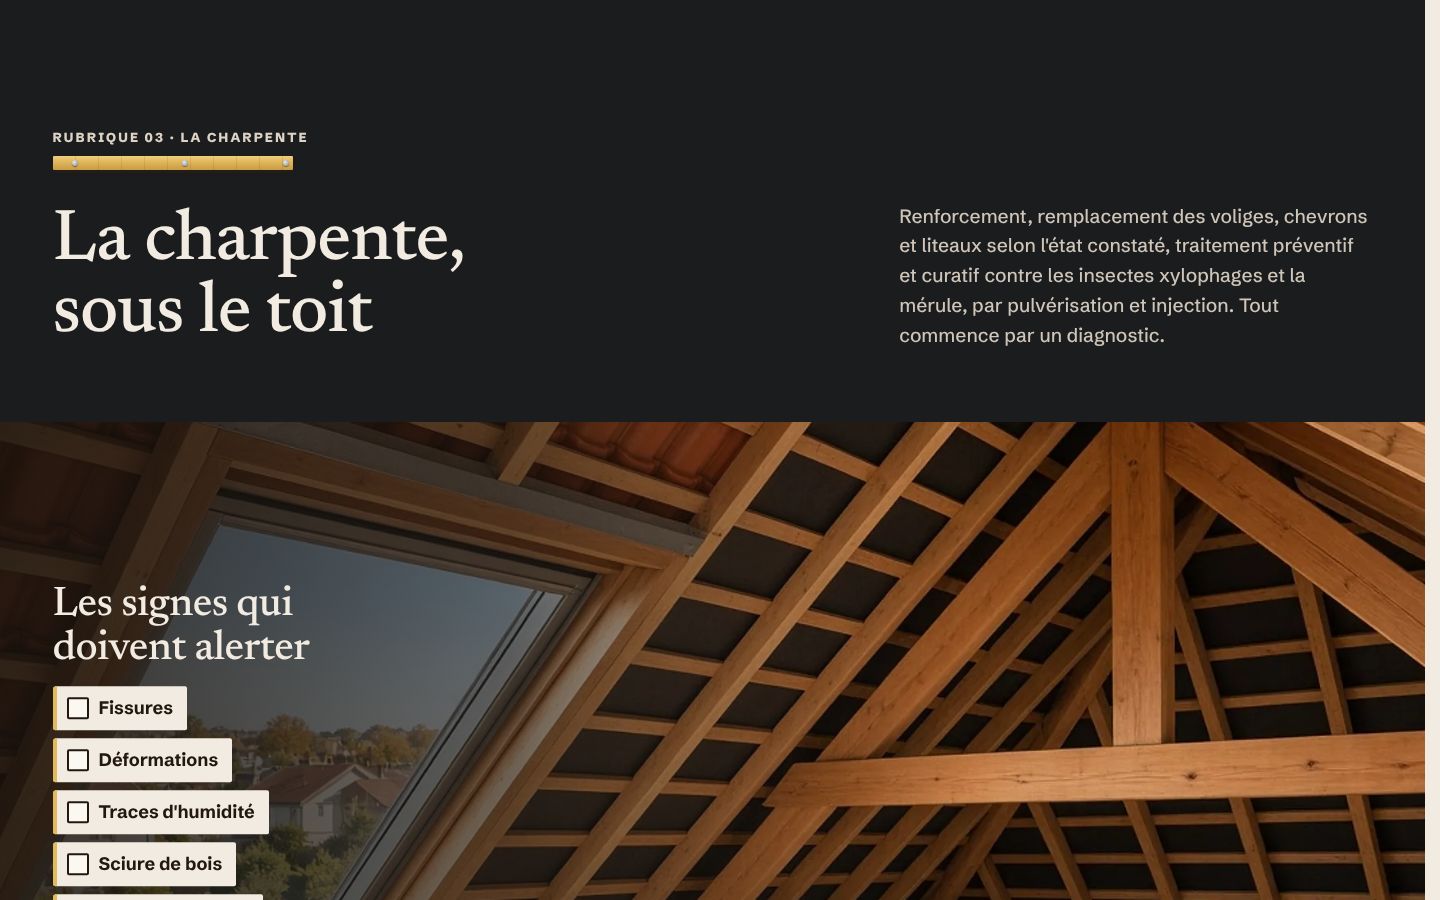 RUBRIQUE 03 · LA CHARPENTE
La charpente,
sous le toit
Renforcement, remplacement des voliges, chevrons
et liteaux selon l'état constaté, traitement préventif
et curatif contre les insectes xylophages et la
mérule, par pulvérisation et injection. Tout
commence par un diagnostic.
Les signes qui
doivent alerter
Fissures
Déformations
Traces d'humidité
Sciure de bois